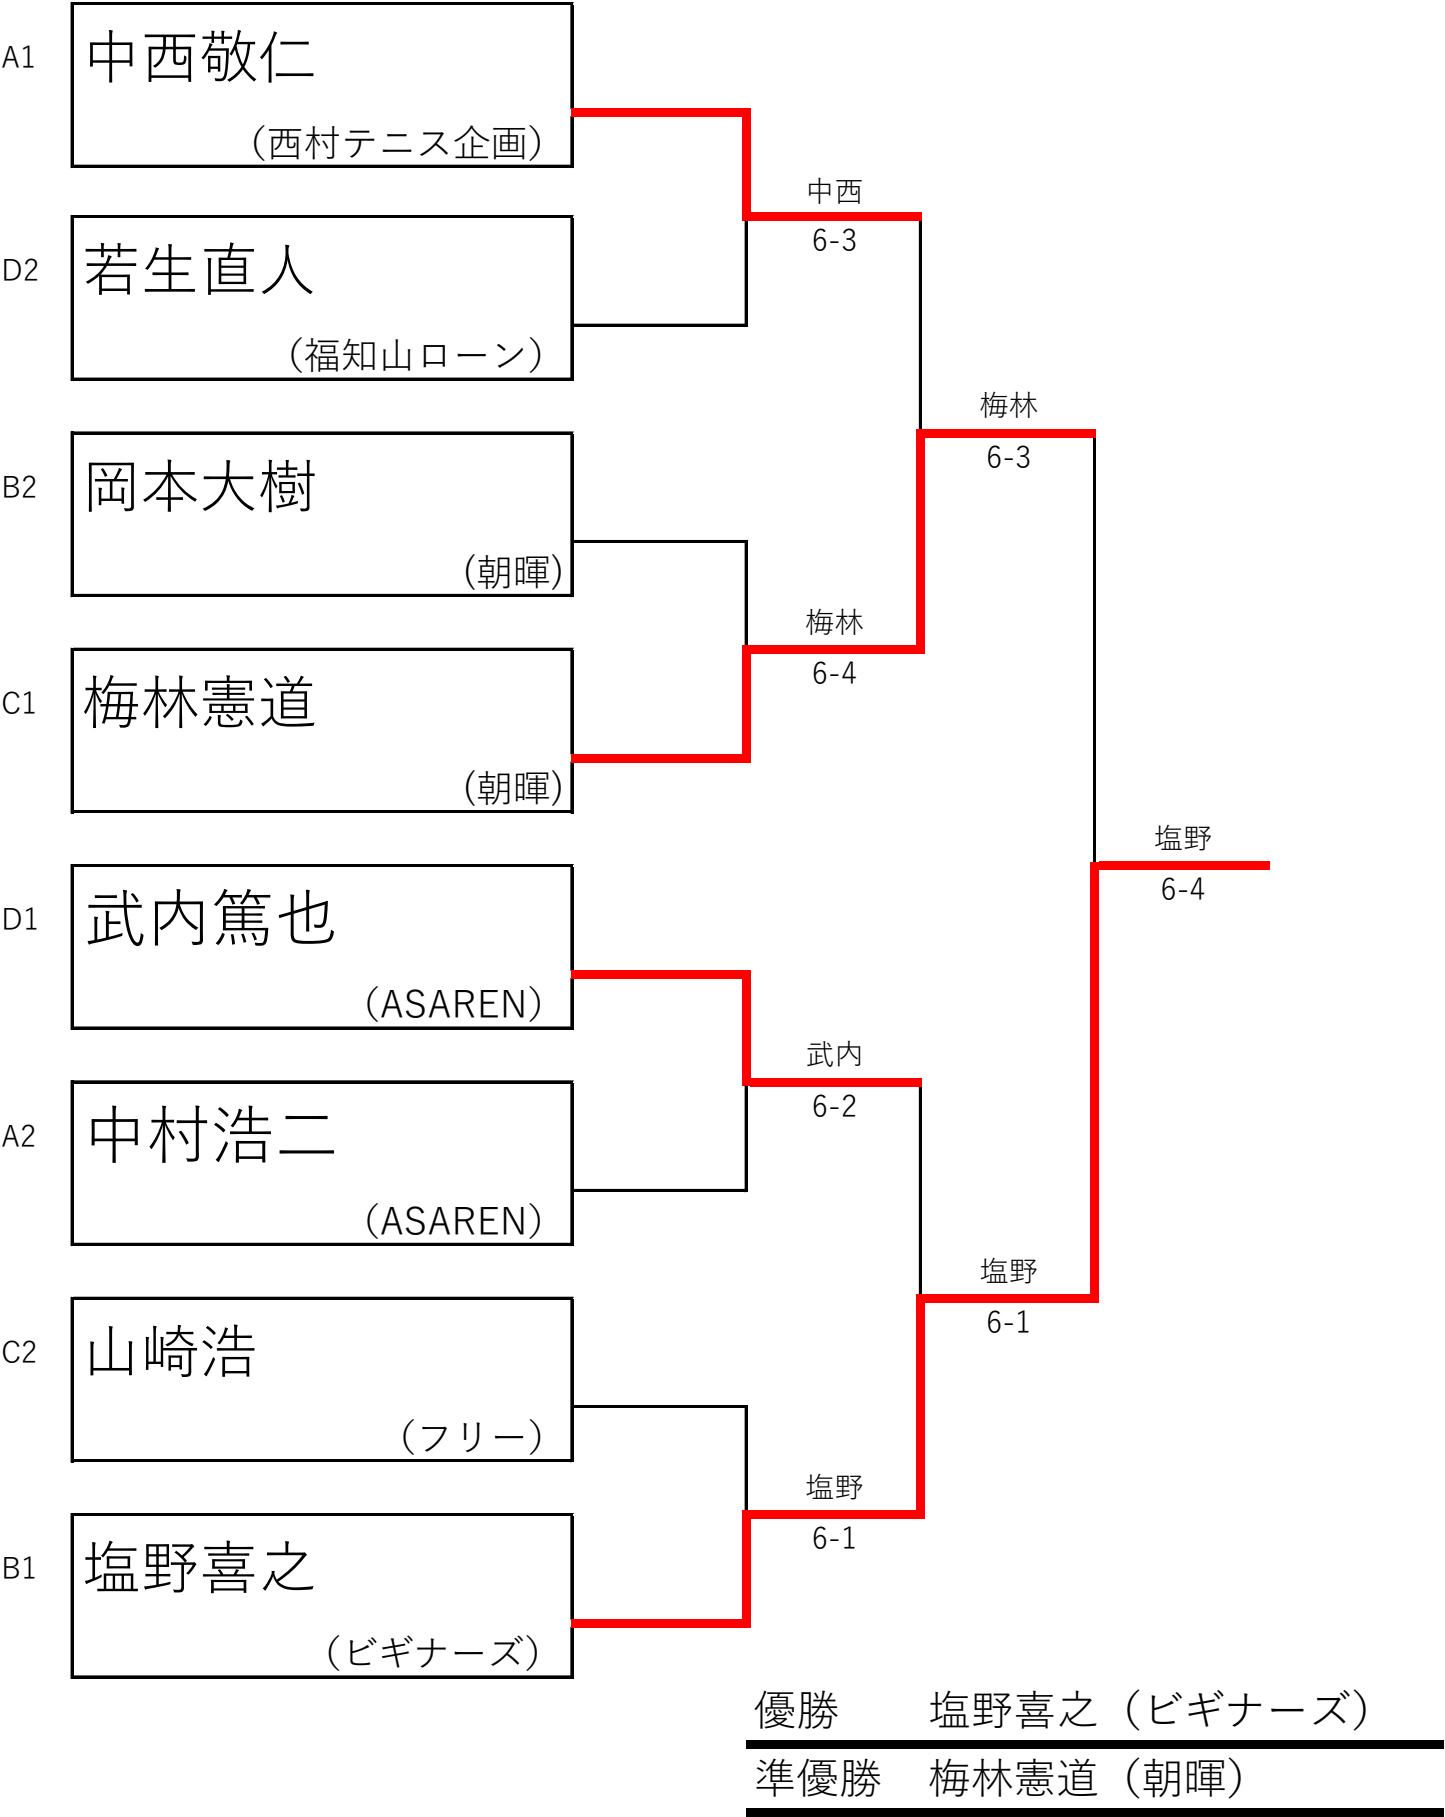 A1
中西敬仁
（西村テニス企画）
中西
6-3
D2
若生直人
（福知山ローン）
梅林
6-3
B2
岡本大樹
（朝暉）
梅林
6-4
C1
梅林憲道
（朝暉）
塩野
6-4
D1
武内篤也
（ASAREN）
武内
6-2
A2
中村浩二
（ASAREN）
塩野
6-1
C2
山崎浩
（フリー）
塩野
6-1
B1
塩野喜之
（ビギナーズ）
優勝 塩野喜之（ビギナーズ）
準優勝 梅林憲道（朝暉）